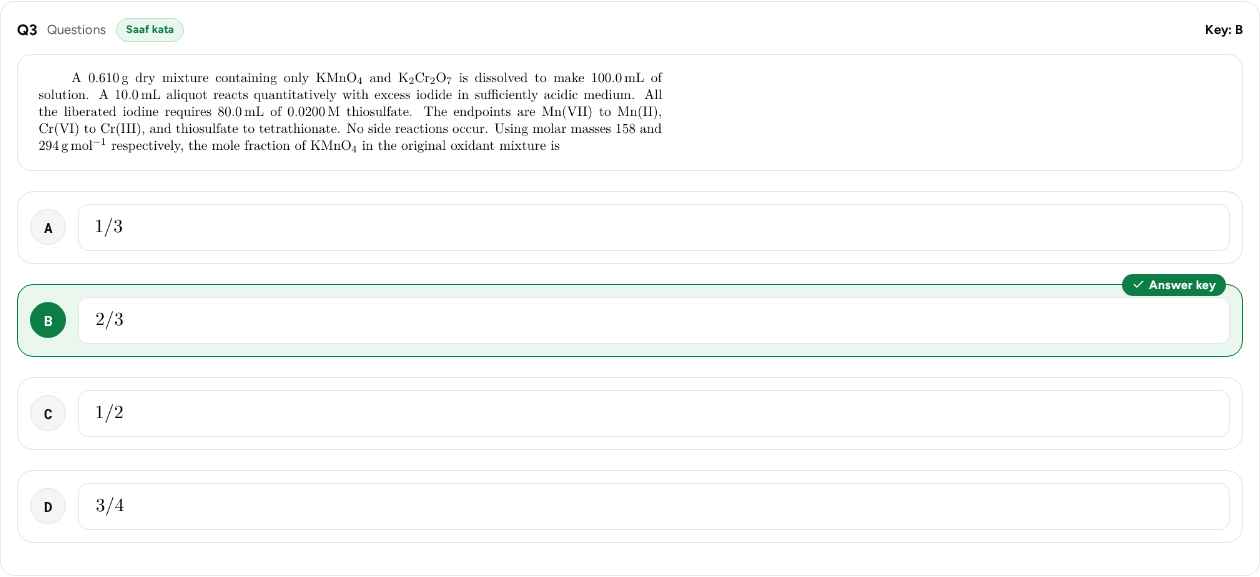 Q3 Questions Saaf kata Key: B
A 0.610 g dry mixture containing only KMnO₄ and K₂Cr₂O₇ is dissolved to make 100.0 mL of
solution. A 10.0 mL aliquot reacts quantitatively with excess iodide in sufficiently acidic medium. All
the liberated iodine requires 80.0 mL of 0.0200 M thiosulfate. The endpoints are Mn(VII) to Mn(II),
Cr(VI) to Cr(III), and thiosulfate to tetrathionate. No side reactions occur. Using molar masses 158 and
294 g mol⁻¹ respectively, the mole fraction of KMnO₄ in the original oxidant mixture is
A 1/3
✓ Answer key
B 2/3
C 1/2
D 3/4